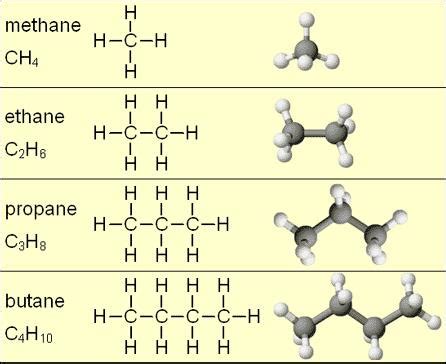 methane
CH4
H
H–C–H
H
ethane
C2H6
H H
H–C–C–H
H H
propane
C3H8
H H H
H–C–C–C–H
H H H
butane
C4H10
H H H H
H–C–C–C–C–H
H H H H